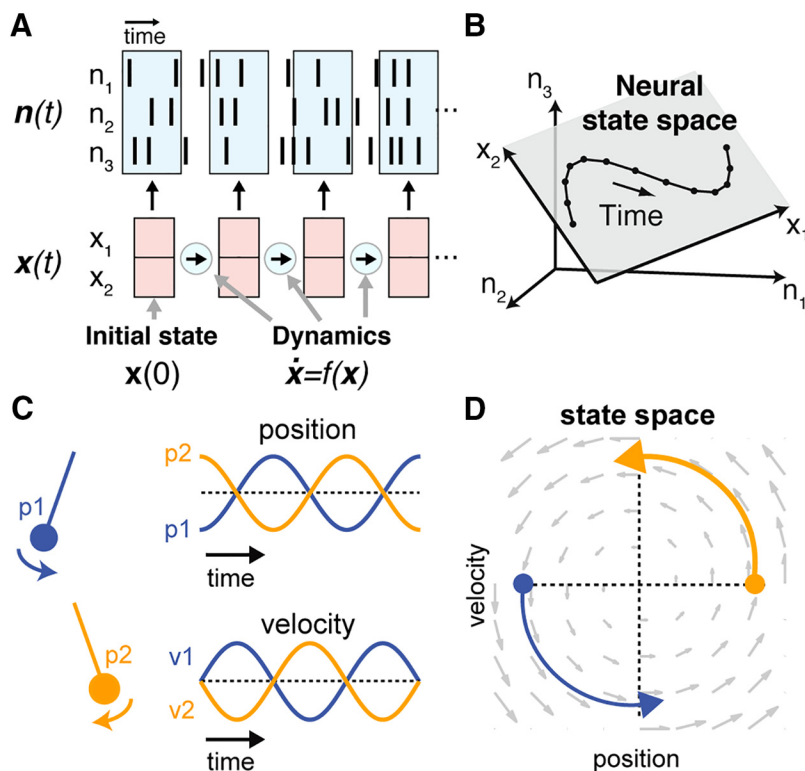 A
time
n1
n(t)
n2
n3
...
x1
x(t)
x2
...
Initial state
Dynamics
x(0)
ẋ=f(x)
B
n3
Neural
state space
x2
Time
x1
n2
n1
C
position
p2
p1
p1
time
velocity
p2
v1
v2
time
D
state space
velocity
position